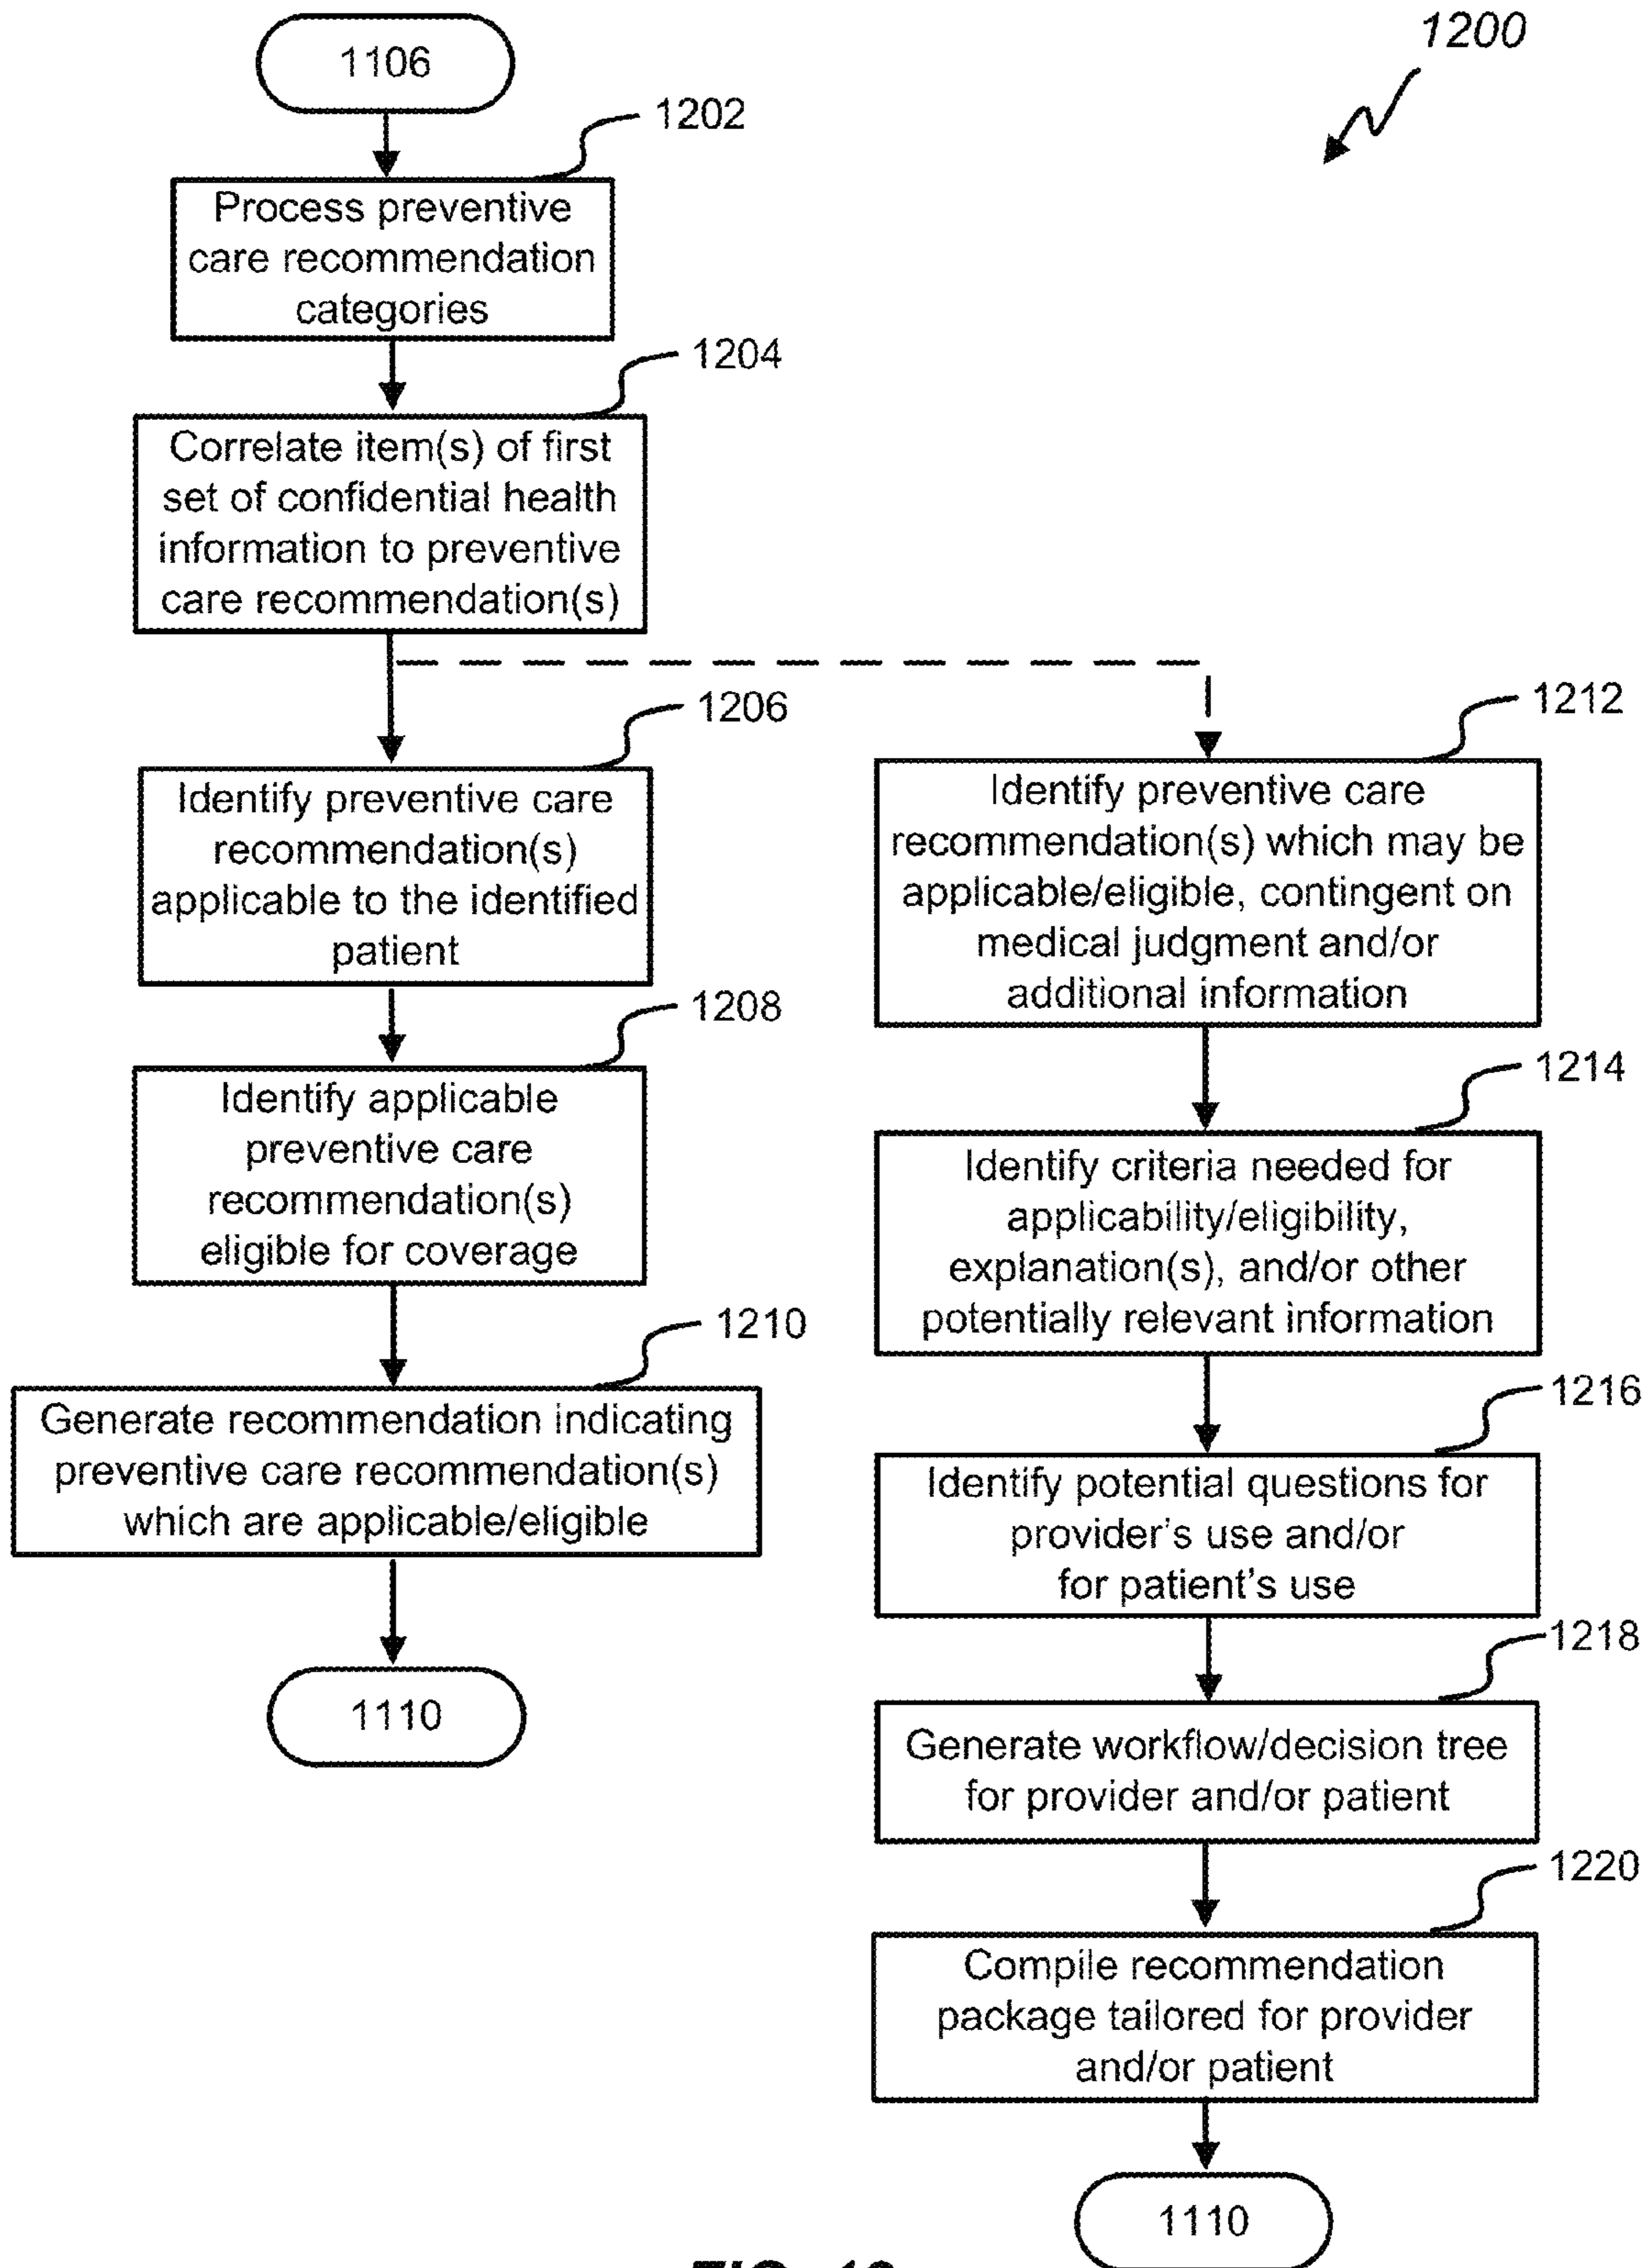 1200
1106
1202
Process preventive
care recommendation
categories
1204
Correlate item(s) of first
set of confidential health
information to preventive
care recommendation(s)
1206
Identify preventive care
recommendation(s)
applicable to the identified
patient
1208
Identify applicable
preventive care
recommendation(s)
eligible for coverage
1210
Generate recommendation indicating
preventive care recommendation(s)
which are applicable/eligible
1110
1212
Identify preventive care
recommendation(s) which may be
applicable/eligible, contingent on
medical judgment and/or
additional information
1214
Identify criteria needed for
applicability/eligibility,
explanation(s), and/or other
potentially relevant information
1216
Identify potential questions for
provider's use and/or
for patient's use
1218
Generate workflow/decision tree
for provider and/or patient
1220
Compile recommendation
package tailored for provider
and/or patient
1110